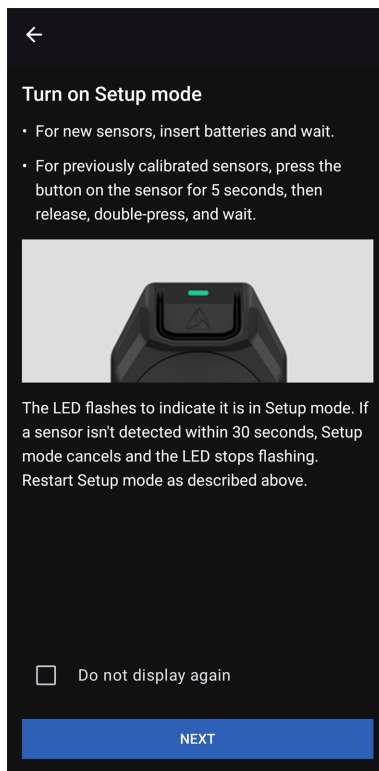 Turn on Setup mode
• For new sensors, insert batteries and wait.
• For previously calibrated sensors, press the
button on the sensor for 5 seconds, then
release, double-press, and wait.
The LED flashes to indicate it is in Setup mode. If
a sensor isn't detected within 30 seconds, Setup
mode cancels and the LED stops flashing.
Restart Setup mode as described above.
Do not display again
NEXT